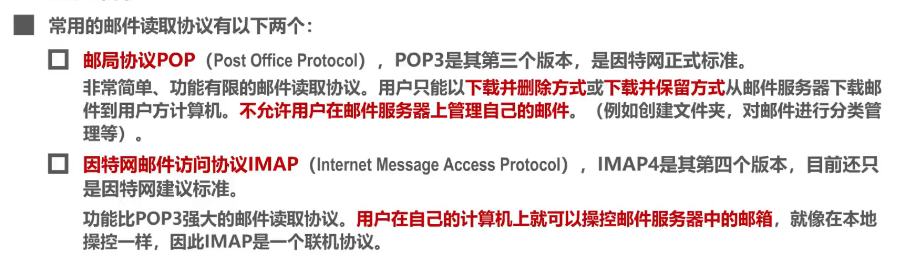 常用的邮件读取协议有以下两个：
邮局协议POP（Post Office Protocol），POP3是其第三个版本，是因特网正式标准。
非常简单、功能有限的邮件读取协议。用户只能以下载并删除方式或下载并保留方式从邮件服务器下载邮
件到用户方计算机。不允许用户在邮件服务器上管理自己的邮件。（例如创建文件夹，对邮件进行分类管
理等）。
因特网邮件访问协议IMAP（Internet Message Access Protocol），IMAP4是其第四个版本，目前还只
是因特网建议标准。
功能比POP3强大的邮件读取协议。用户在自己的计算机上就可以操控邮件服务器中的邮箱，就像在本地
操控一样，因此IMAP是一个联机协议。